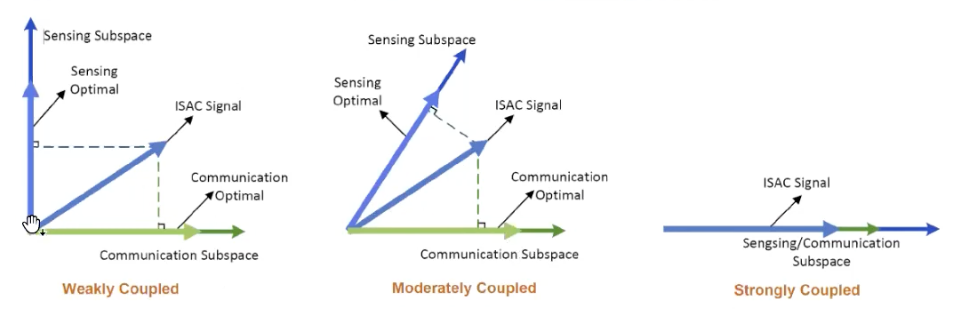 Sensing Subspace
Sensing
Optimal
ISAC Signal
Communication
Optimal
Communication Subspace
Weakly Coupled
Sensing Subspace
Sensing
Optimal
ISAC Signal
Communication
Optimal
Communication Subspace
Moderately Coupled
ISAC Signal
Sengsing/Communication
Subspace
Strongly Coupled